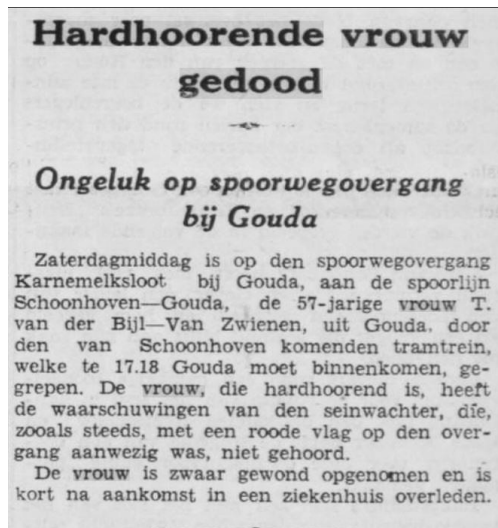 Hardhoorende vrouw
gedood
Ongeluk op spoorwegovergang
bij Gouda
Zaterdagmiddag is op den spoorwegovergang
Karnemelksloot bij Gouda, aan de spoorlijn
Schoonhoven—Gouda, de 57-jarige vrouw T.
van der Bijl—Van Zwienen, uit Gouda, door
den van Schoonhoven komenden tramtrein,
welke te 17.18 Gouda moet binnenkomen, ge-
grepen. De vrouw, die hardhoorend is, heeft
de waarschuwingen van den seinwachter, die,
zooals steeds, met een roode vlag op den over-
gang aanwezig was, niet gehoord.
De vrouw is zwaar gewond opgenomen en is
kort na aankomst in een ziekenhuis overleden.